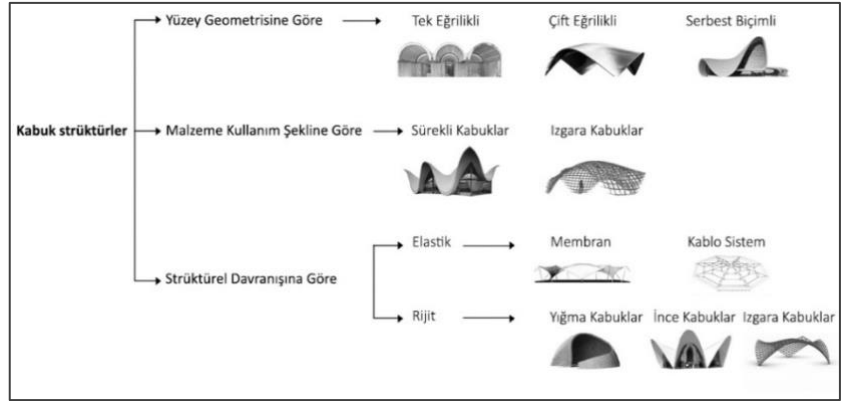 Yüzey Geometrisine Göre Tek Eğrilikli Çift Eğrilikli Serbest Biçimli
Kabuk strüktürler Malzeme Kullanım Şekline Göre Sürekli Kabuklar Izgara Kabuklar
Elastik Membran Kablo Sistem
Strüktürel Davranışına Göre
Rijit Yığma Kabuklar İnce Kabuklar Izgara Kabuklar